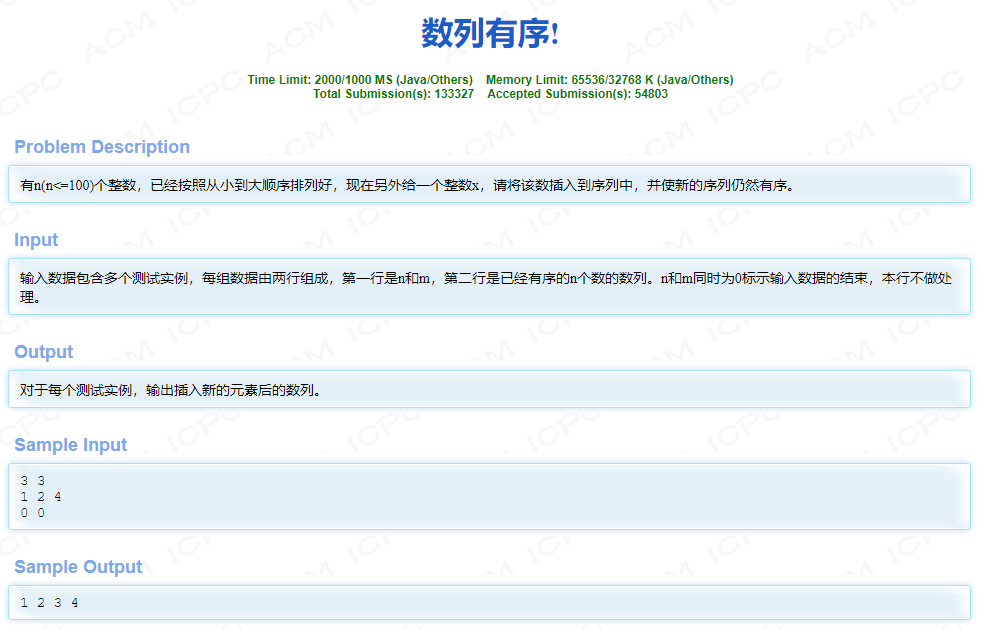 数列有序!
Time Limit: 2000/1000 MS (Java/Others) Memory Limit: 65536/32768 K (Java/Others)
Total Submission(s): 133327 Accepted Submission(s): 54803
Problem Description
有n(n<=100)个整数，已经按照从小到大顺序排列好，现在另外给一个整数x，请将该数插入到序列中，并使新的序列仍然有序。
Input
输入数据包含多个测试实例，每组数据由两行组成，第一行是n和m，第二行是已经有序的n个数的数列。n和m同时为0标示输入数据的结束，本行不做处
理。
Output
对于每个测试实例，输出插入新的元素后的数列。
Sample Input
3 3
1 2 4
0 0
Sample Output
1 2 3 4